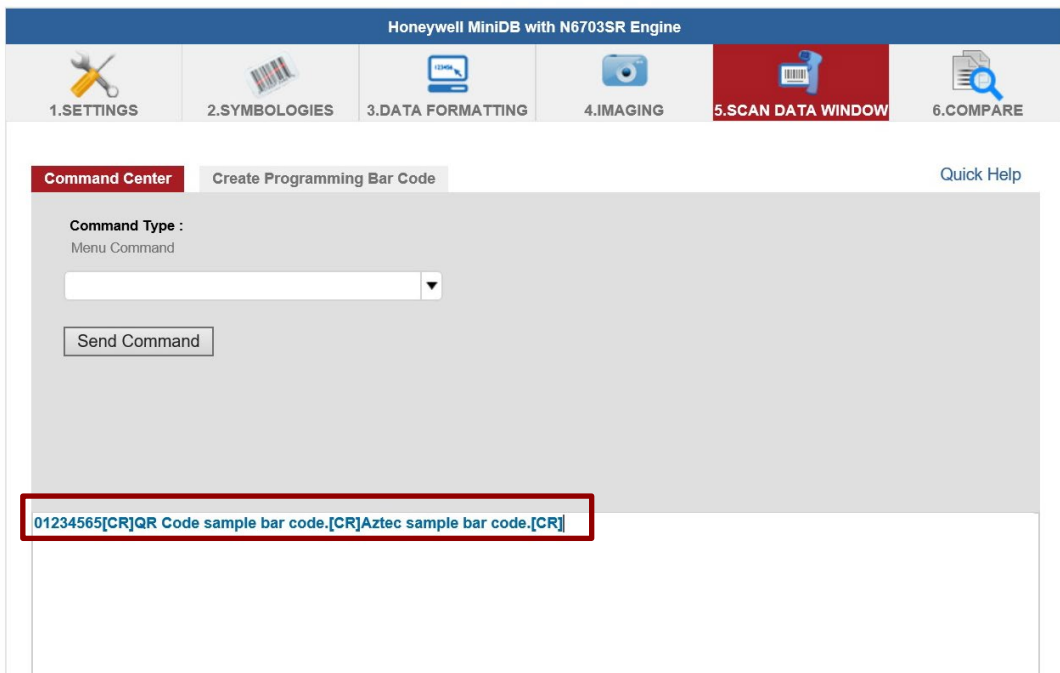 Honeywell MiniDB with N6703SR Engine
1.SETTINGS 2.SYMBOLOGIES 3.DATA FORMATTING 4.IMAGING 5.SCAN DATA WINDOW 6.COMPARE
Command Center Create Programming Bar Code Quick Help
Command Type :
Menu Command
Send Command
01234565[CR]QR Code sample bar code.[CR]Aztec sample bar code.[CR]